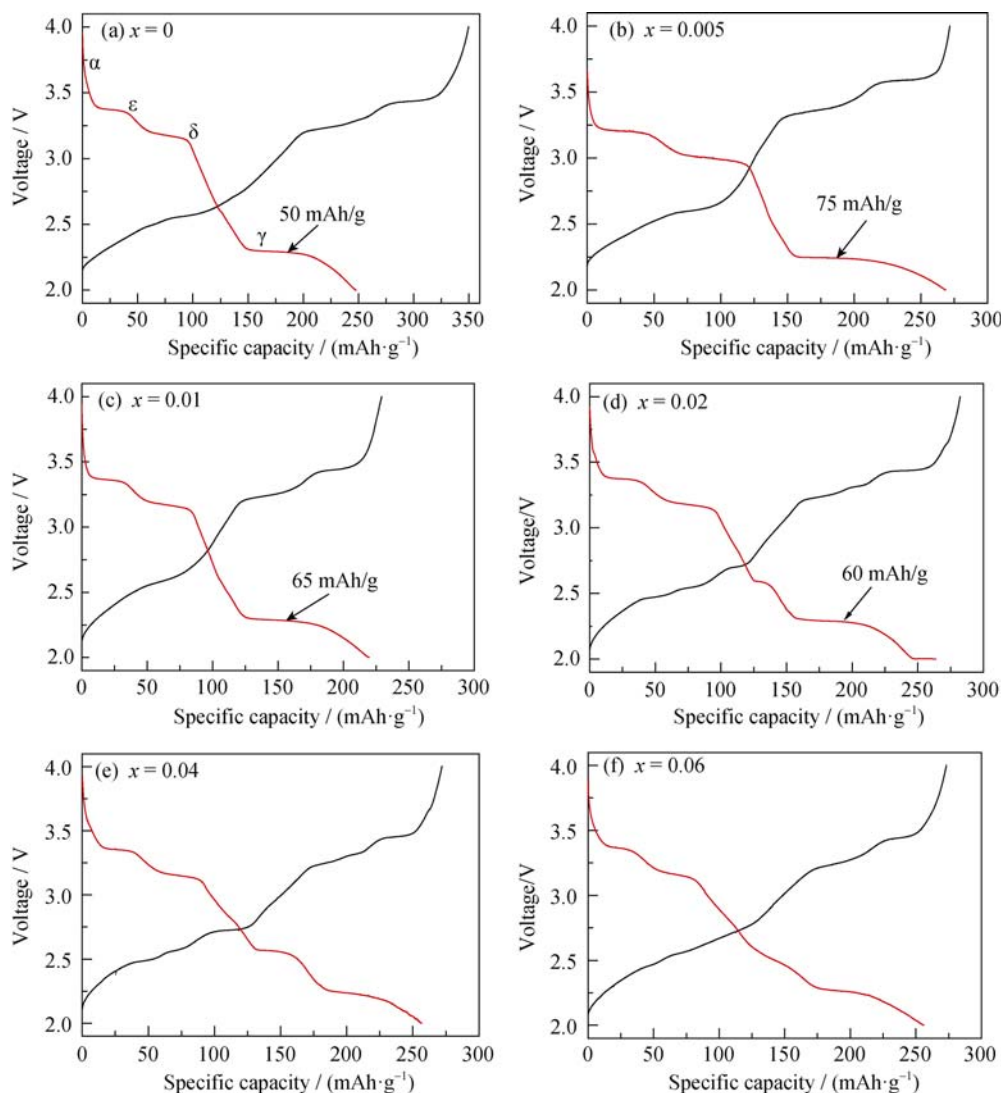 (a) x = 0
4.0
3.5
3.0
2.5
2.0
Voltage / V
α
ε
δ
γ
50 mAh/g
0 50 100 150 200 250 300 350
Specific capacity / (mAh·g⁻¹)
(b) x = 0.005
4.0
3.5
3.0
2.5
2.0
Voltage / V
75 mAh/g
0 50 100 150 200 250 300
Specific capacity / (mAh·g⁻¹)
(c) x = 0.01
4.0
3.5
3.0
2.5
2.0
Voltage / V
65 mAh/g
0 50 100 150 200 250 300
Specific capacity / (mAh·g⁻¹)
(d) x = 0.02
4.0
3.5
3.0
2.5
2.0
Voltage/V
60 mAh/g
0 50 100 150 200 250 300
Specific capacity / (mAh·g⁻¹)
(e) x = 0.04
4.0
3.5
3.0
2.5
2.0
Voltage / V
0 50 100 150 200 250 300
Specific capacity / (mAh·g⁻¹)
(f) x = 0.06
4.0
3.5
3.0
2.5
2.0
Voltage/V
0 50 100 150 200 250 300
Specific capacity / (mAh·g⁻¹)